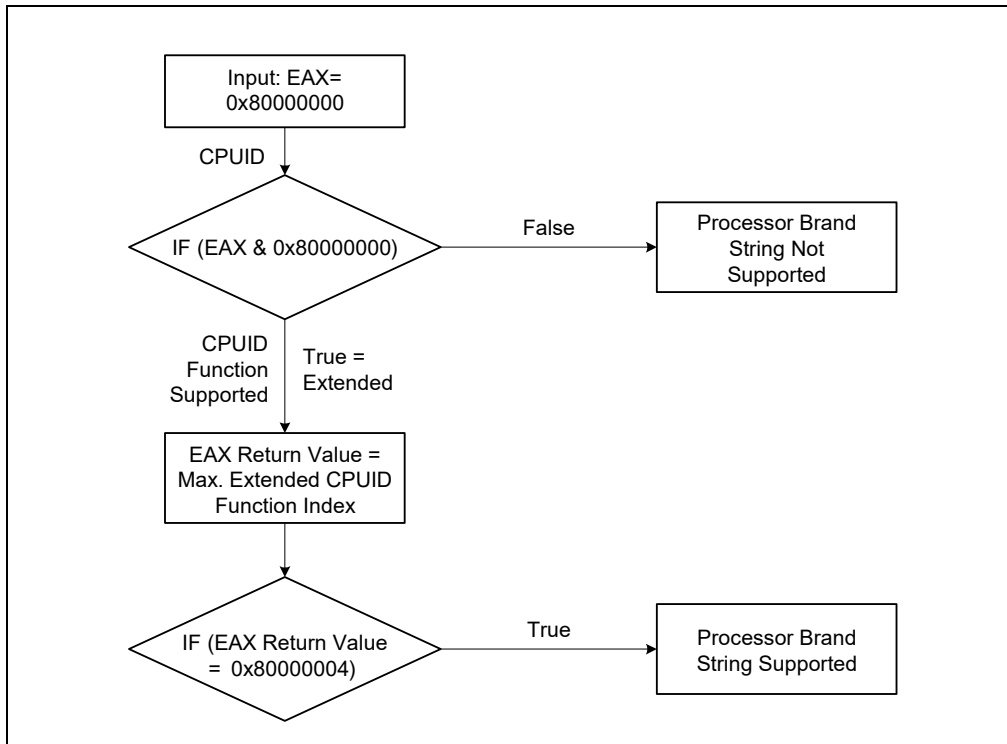 Input: EAX=
0x80000000
CPUID
IF (EAX & 0x80000000)
False
Processor Brand
String Not
Supported
CPUID
Function
Supported
True =
Extended
EAX Return Value =
Max. Extended CPUID
Function Index
IF (EAX Return Value
= 0x80000004)
True
Processor Brand
String Supported